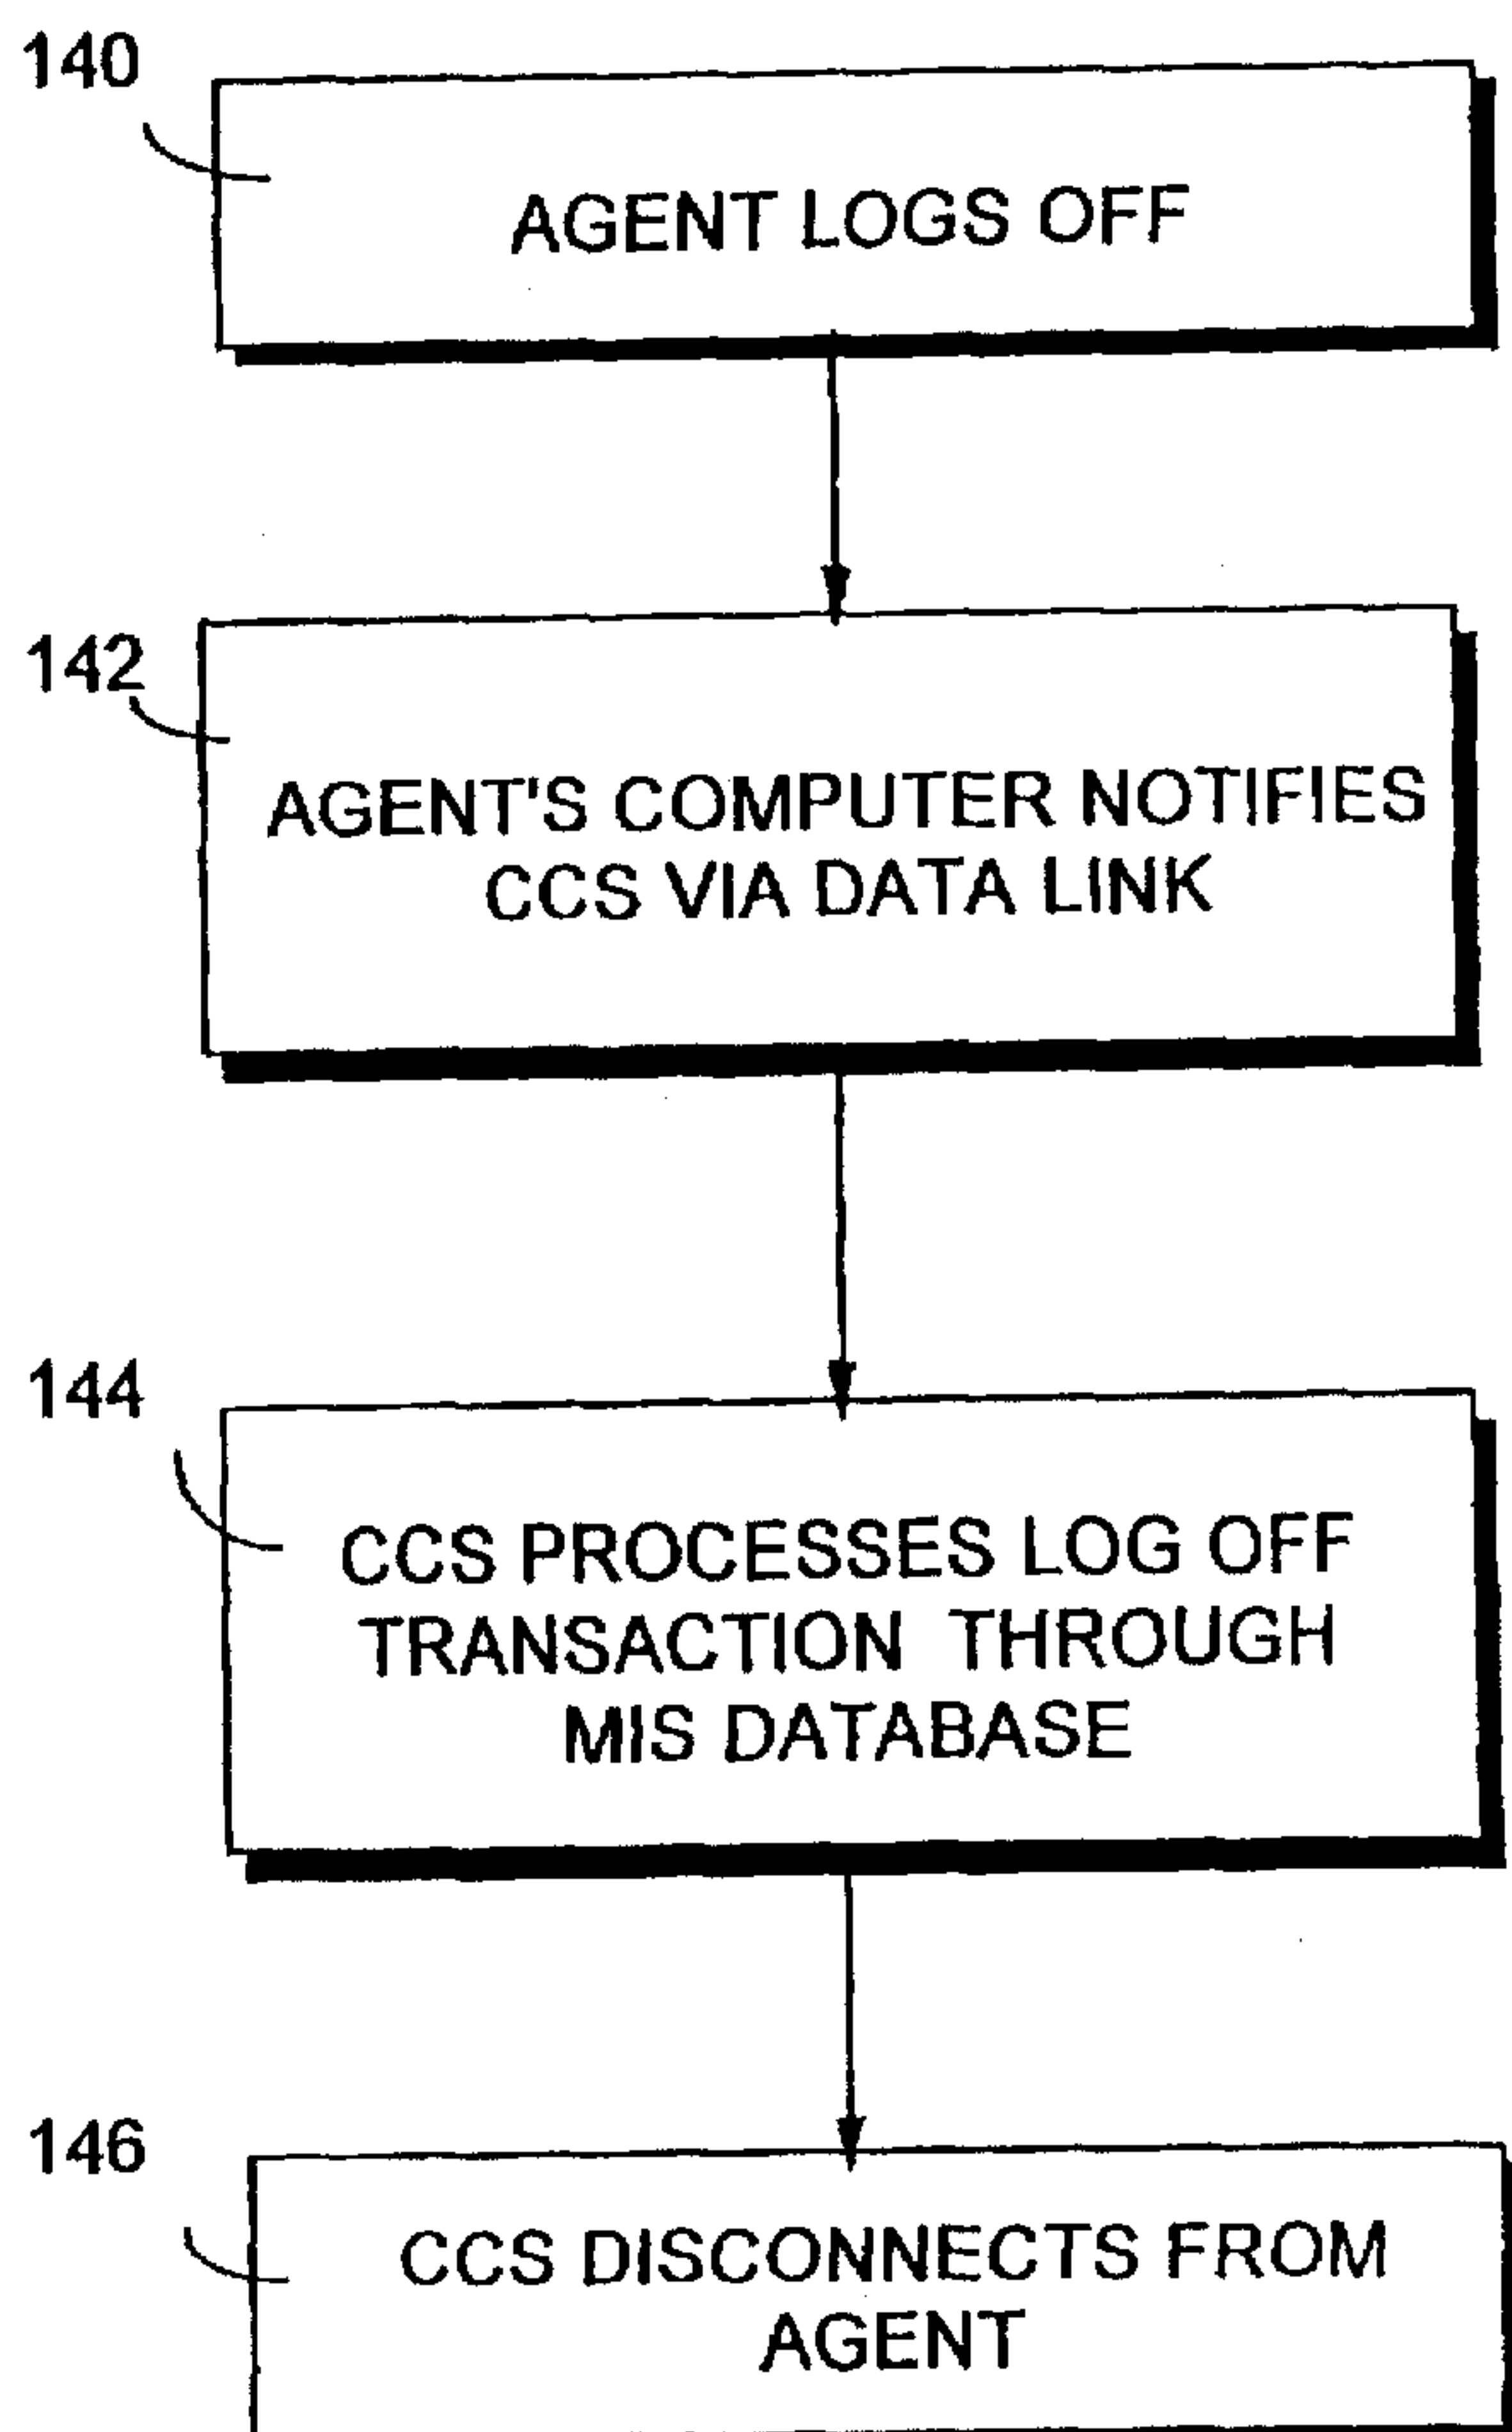 140
AGENT LOGS OFF
142
AGENT'S COMPUTER NOTIFIES
CCS VIA DATA LINK
144
CCS PROCESSES LOG OFF
TRANSACTION THROUGH
MIS DATABASE
146
CCS DISCONNECTS FROM
AGENT